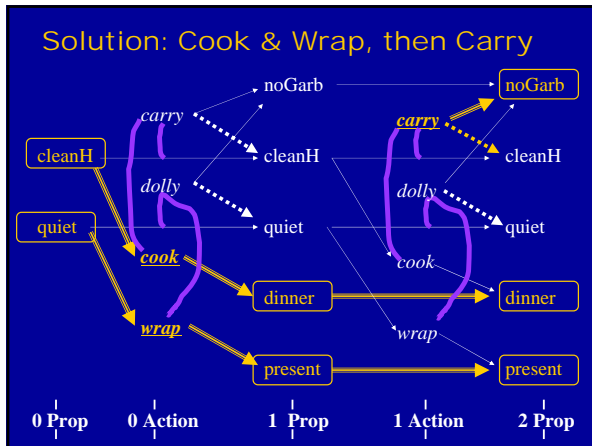 Solution: Cook & Wrap, then Carry
noGarb noGarb
carry carry
cleanH cleanH cleanH
dolly dolly
quiet quiet quiet
cook cook
dinner dinner
wrap wrap
present present
0 Prop 0 Action 1 Prop 1 Action 2 Prop